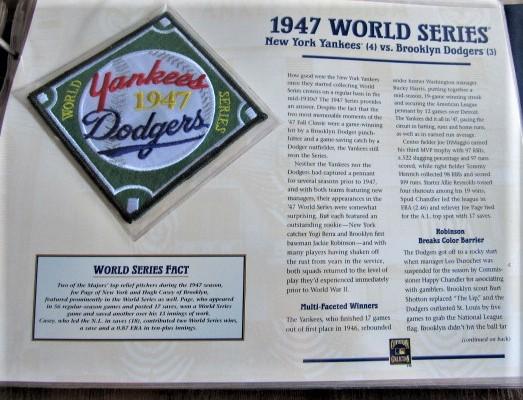 1947 WORLD SERIES
New York Yankees (4) vs. Brooklyn Dodgers (3)
WORLD
Yankees
1947
Dodgers
SERIES
WORLD SERIES FACT
Two of the Majors' top relief pitchers during the 1947 season,
Joe Page of New York and Hugh Casey of Brooklyn,
featured prominently in the World Series as well. Page, who appeared
in 56 regular-season games and posted 17 saves, won a World Series
game and saved another over 13 innings of work.
Casey, who led the N.L. in saves (18), contributed two World Series wins,
a save and a 0.87 ERA in ten-plus innings.
How good were the New York Yankees
once they started collecting World
Series crowns on a regular basis in the
mid-1930s? The 1947 Series provides
an answer. Despite the fact that the
two most memorable moments of the
'47 Fall Classic were a game-winning
hit by a Brooklyn Dodger pinch-
hitter and a game-saving catch by a
Dodger outfielder, the Yankees still
won the Series.
Neither the Yankees nor the
Dodgers had captured a pennant
for several seasons prior to 1947,
and with both teams featuring new
managers, their appearances in the
'47 World Series were somewhat
surprising. But each featured an
outstanding rookie—New York
catcher Yogi Berra and Brooklyn first
baseman Jackie Robinson—and with
many players having shaken off
the rust from years in the service,
both squads returned to the level of
play they'd experienced immediately
prior to World War II.
Multi-Faceted Winners
The Yankees, who finished 17 games
out of first place in 1946, rebounded
under former Washington manager
Bucky Harris, putting together a
mid-season, 19-game winning streak
and securing the American League
pennant by 12 games over Detroit.
The Yankees did it all in '47, pacing the
circuit in batting, runs and home runs,
as well as in earned run average.
Center fielder Joe DiMaggio earned
his third MVP trophy with 97 RBIs,
a .522 slugging percentage and 97 runs
scored, while right fielder Tommy
Henrich collected 98 RBIs and scored
109 runs. Starter Allie Reynolds tossed
four shutouts among his 19 wins,
Spud Chandler led the league in
ERA (2.46) and reliever Joe Page tied
for the A.L. top spot with 17 saves.
Robinson
Breaks Color Barrier
The Dodgers got off to a rocky start
when manager Leo Durocher was
suspended for the season by Commis-
sioner Happy Chandler for associating
with gamblers. Brooklyn scout Burt
Shotton replaced "The Lip," and the
Dodgers outlasted St. Louis by five
games to grab the National League
flag. Brooklyn didn't hit the ball far
(continued on back)